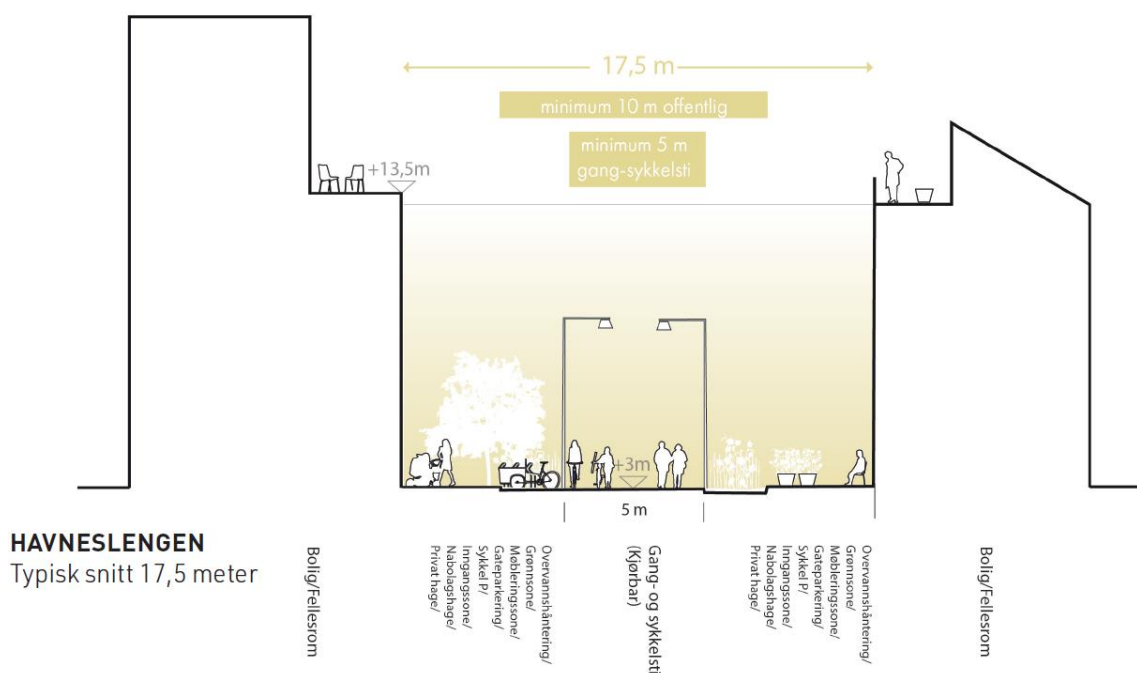 17,5 m
minimum 10 m offentlig
minimum 5 m
gang-sykkelsti
+13,5m
+3m
5 m
HAVNESLENGEN
Typisk snitt 17,5 meter
Bolig/Fellesrom
Overvannshåntering/
Grønnsone/
Møbleringssone/
Gateparkering/
Sykkel P/
Inngangssone/
Nabolagshage/
Privat hage/
Gang- og sykkelsti
(Kjørbar)
Overvannshåntering/
Grønnsone/
Møbleringssone/
Gateparkering/
Sykkel P/
Inngangssone/
Nabolagshage/
Privat hage/
Bolig/Fellesrom